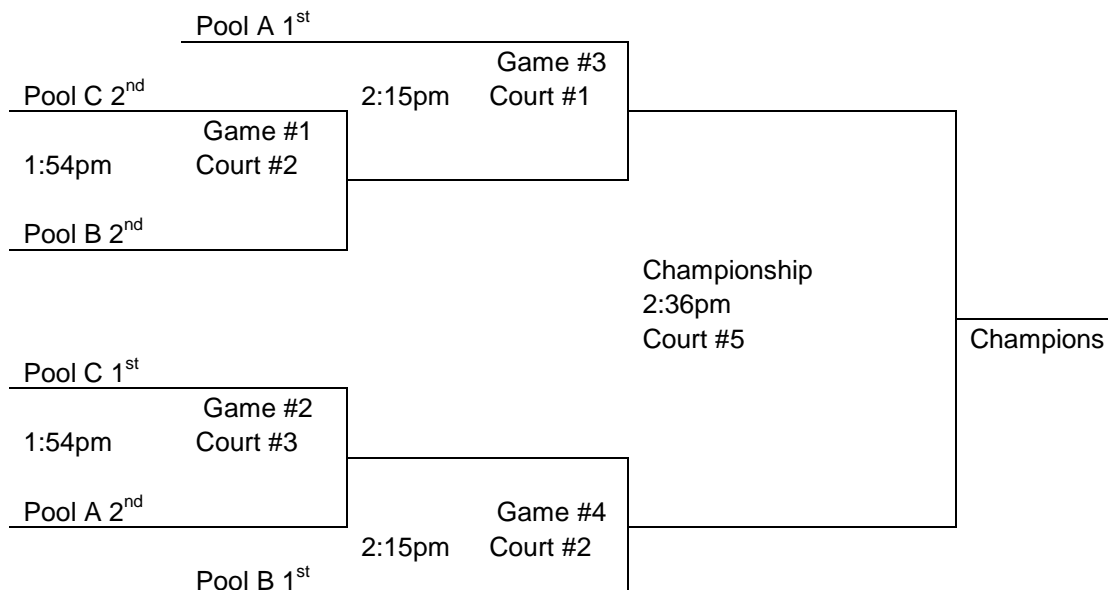 Pool A 1st
Game #3
Pool C 2nd 2:15pm Court #1
Game #1
1:54pm Court #2
Pool B 2nd
Championship
2:36pm
Court #5 Champions
Pool C 1st
Game #2
1:54pm Court #3
Pool A 2nd Game #4
2:15pm Court #2
Pool B 1st